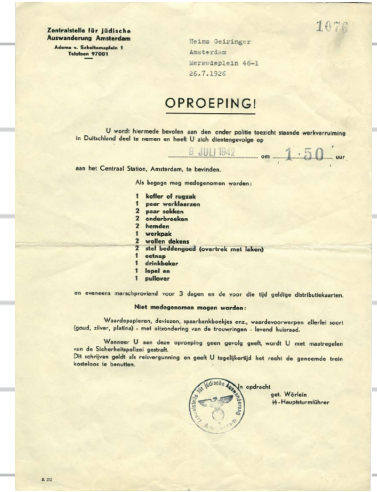 1076
Zentralstelle für jüdische
Auswanderung Amsterdam
Adama v. Scheltemaplein 1
Telefoon 97001
Heinz Geiringer
Amsterdam
Merwedeplein 46-I
26.7.1926
OPROEPING!
U wordt hiermede bevolen aan den onder politie toezicht staande werkverruiming
in Duitschland deel te nemen en heeft U zich dientengevolge op
8 JULI 1942 om 1.50 uur
aan het Centraal Station, Amsterdam, te bevinden.
Als bagage mag medegenomen worden:
1 koffer of rugzak
1 paar werklaarzen
2 paar sokken
2 onderbroeken
2 hemden
1 werkpak
2 wollen dekens
2 stel beddengoed (overtrek met laken)
1 eetnap
1 drinkbeker
1 lepel en
1 pullover
en eveneens marschproviand voor 3 dagen en de voor die tijd geldige distributiekaarten.
Niet medegenomen mogen worden:
Waardepapieren, deviezen, spaarbankboekjes enz., waardevoorwerpen allerlei soort
(goud, zilver, platina) - met uitzondering van de trouwringen - levend huisraad.
Wanneer U aan deze oproeping geen gevolg geeft, wordt U met maatregelen
van de Sicherheitspolizei gestraft.
Dit schrijven geldt als reisvergunning en geeft U tegelijkertijd het recht de genoemde trein
kosteloos te benutten.
In opdracht
get. Wörlein
SS-Hauptsturmführer
Zentralstelle für jüdische Auswanderung
Amsterdam